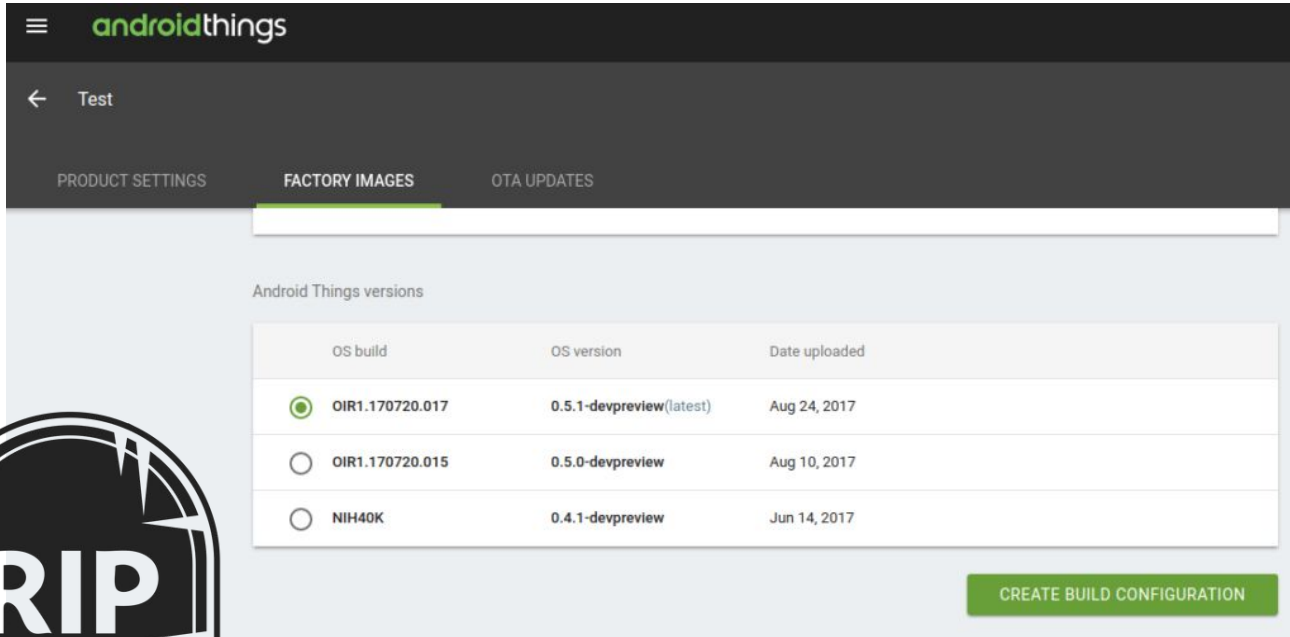 androidthings
Test
PRODUCT SETTINGS FACTORY IMAGES OTA UPDATES
Android Things versions
OS build OS version Date uploaded
OIR1.170720.017 0.5.1-devpreview(latest) Aug 24, 2017
OIR1.170720.015 0.5.0-devpreview Aug 10, 2017
NIH40K 0.4.1-devpreview Jun 14, 2017
RIP
CREATE BUILD CONFIGURATION